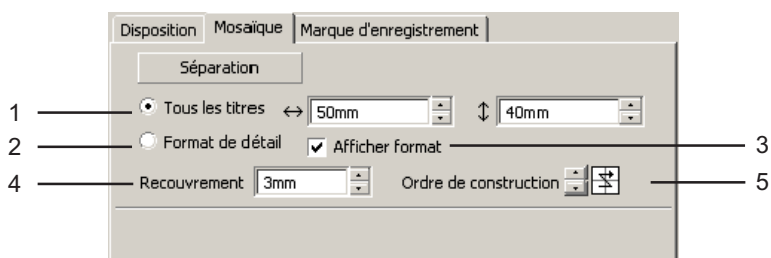 Disposition Mosaïque Marque d'enregistrement
Séparation
1 Tous les titres 50mm 40mm
2 Format de détail Afficher format 3
4 Recouvrement 3mm Ordre de construction 5